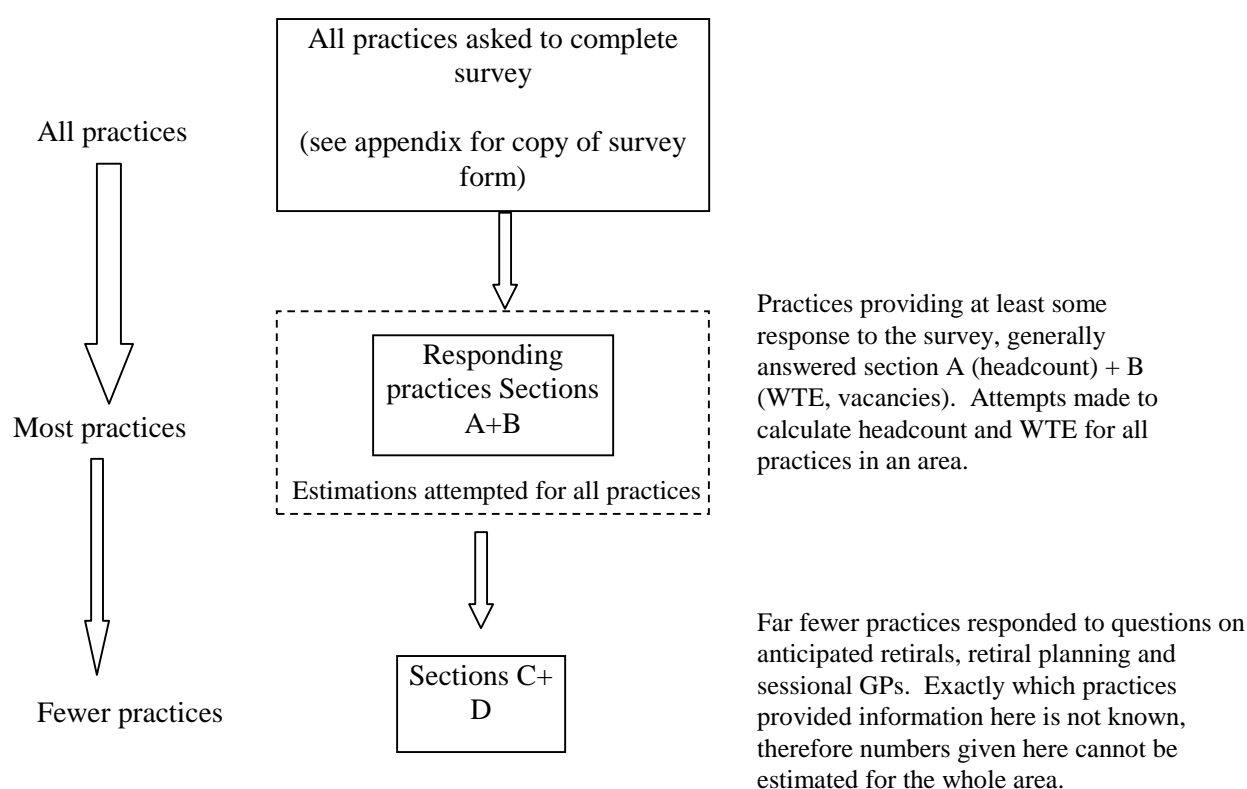 All practices asked to complete
survey
(see appendix for copy of survey
form)
All practices
Most practices
Fewer practices
Responding
practices Sections
A+B
Estimations attempted for all practices
Practices providing at least some
response to the survey, generally
answered section A (headcount) + B
(WTE, vacancies).  Attempts made to
calculate headcount and WTE for all
practices in an area.
Sections C+
D
Far fewer practices responded to questions on
anticipated retirals, retiral planning and
sessional GPs.  Exactly which practices
provided information here is not known,
therefore numbers given here cannot be
estimated for the whole area.